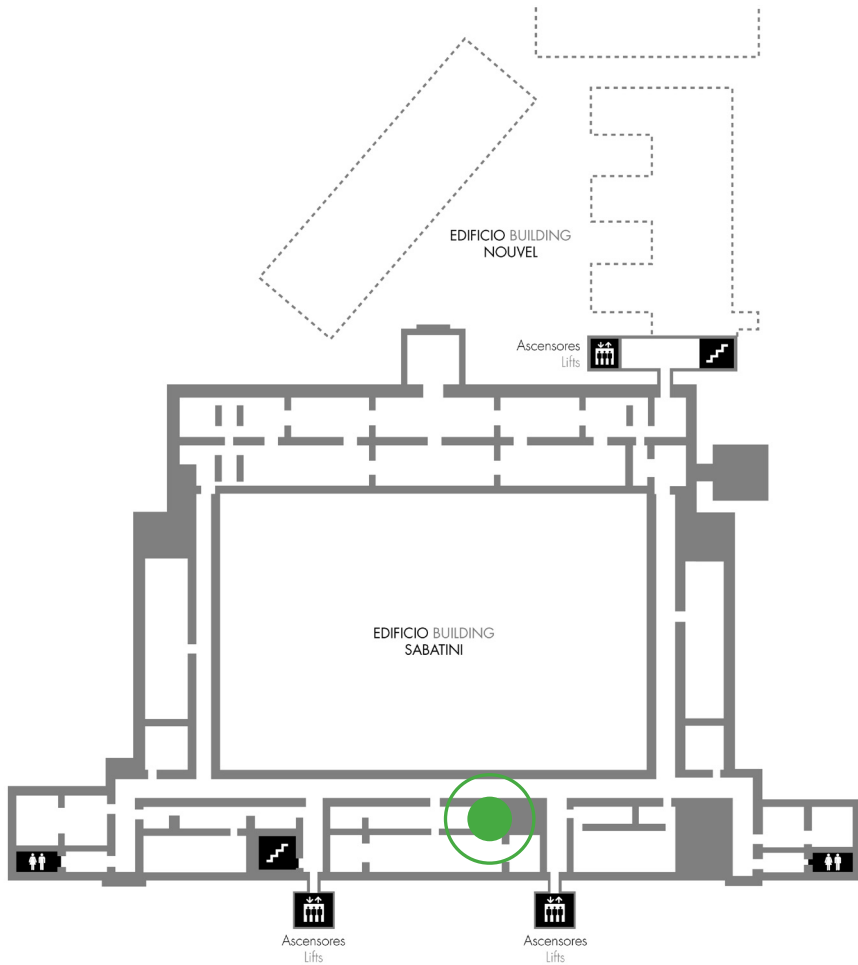 EDIFICIO BUILDING
NOUVEL
Ascensores
Lifts
EDIFICIO BUILDING
SABATINI
Ascensores
Lifts
Ascensores
Lifts